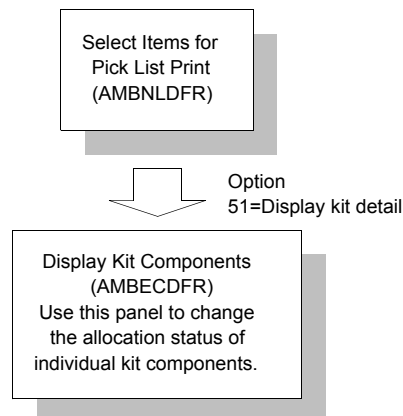 Select Items for
Pick List Print
(AMBNLDFR)
Option
51=Display kit detail
Display Kit Components
(AMBECDFR)
Use this panel to change
the allocation status of
individual kit components.